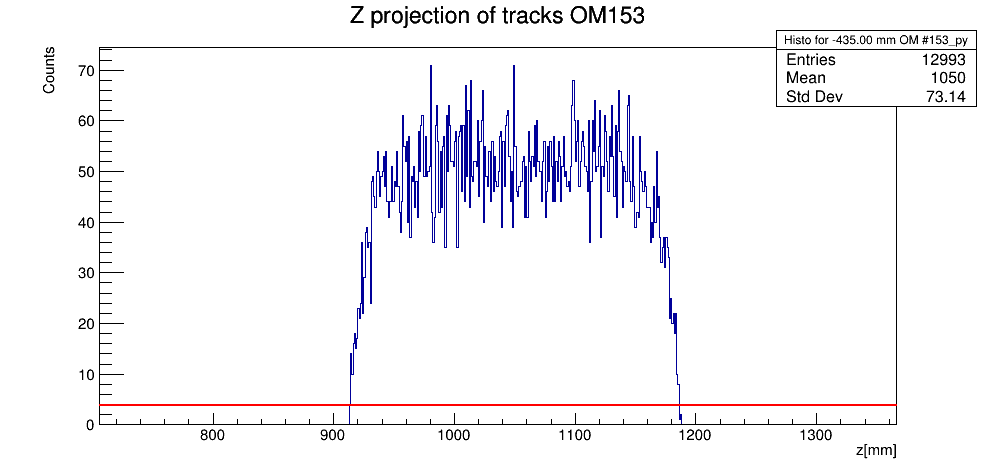 Z projection of tracks OM153
Histo for -435.00 mm OM #153_py
Entries 12993
Mean 1050
Std Dev 73.14
Counts
70
60
50
40
30
20
10
0
800 900 1000 1100 1200 1300
z[mm]